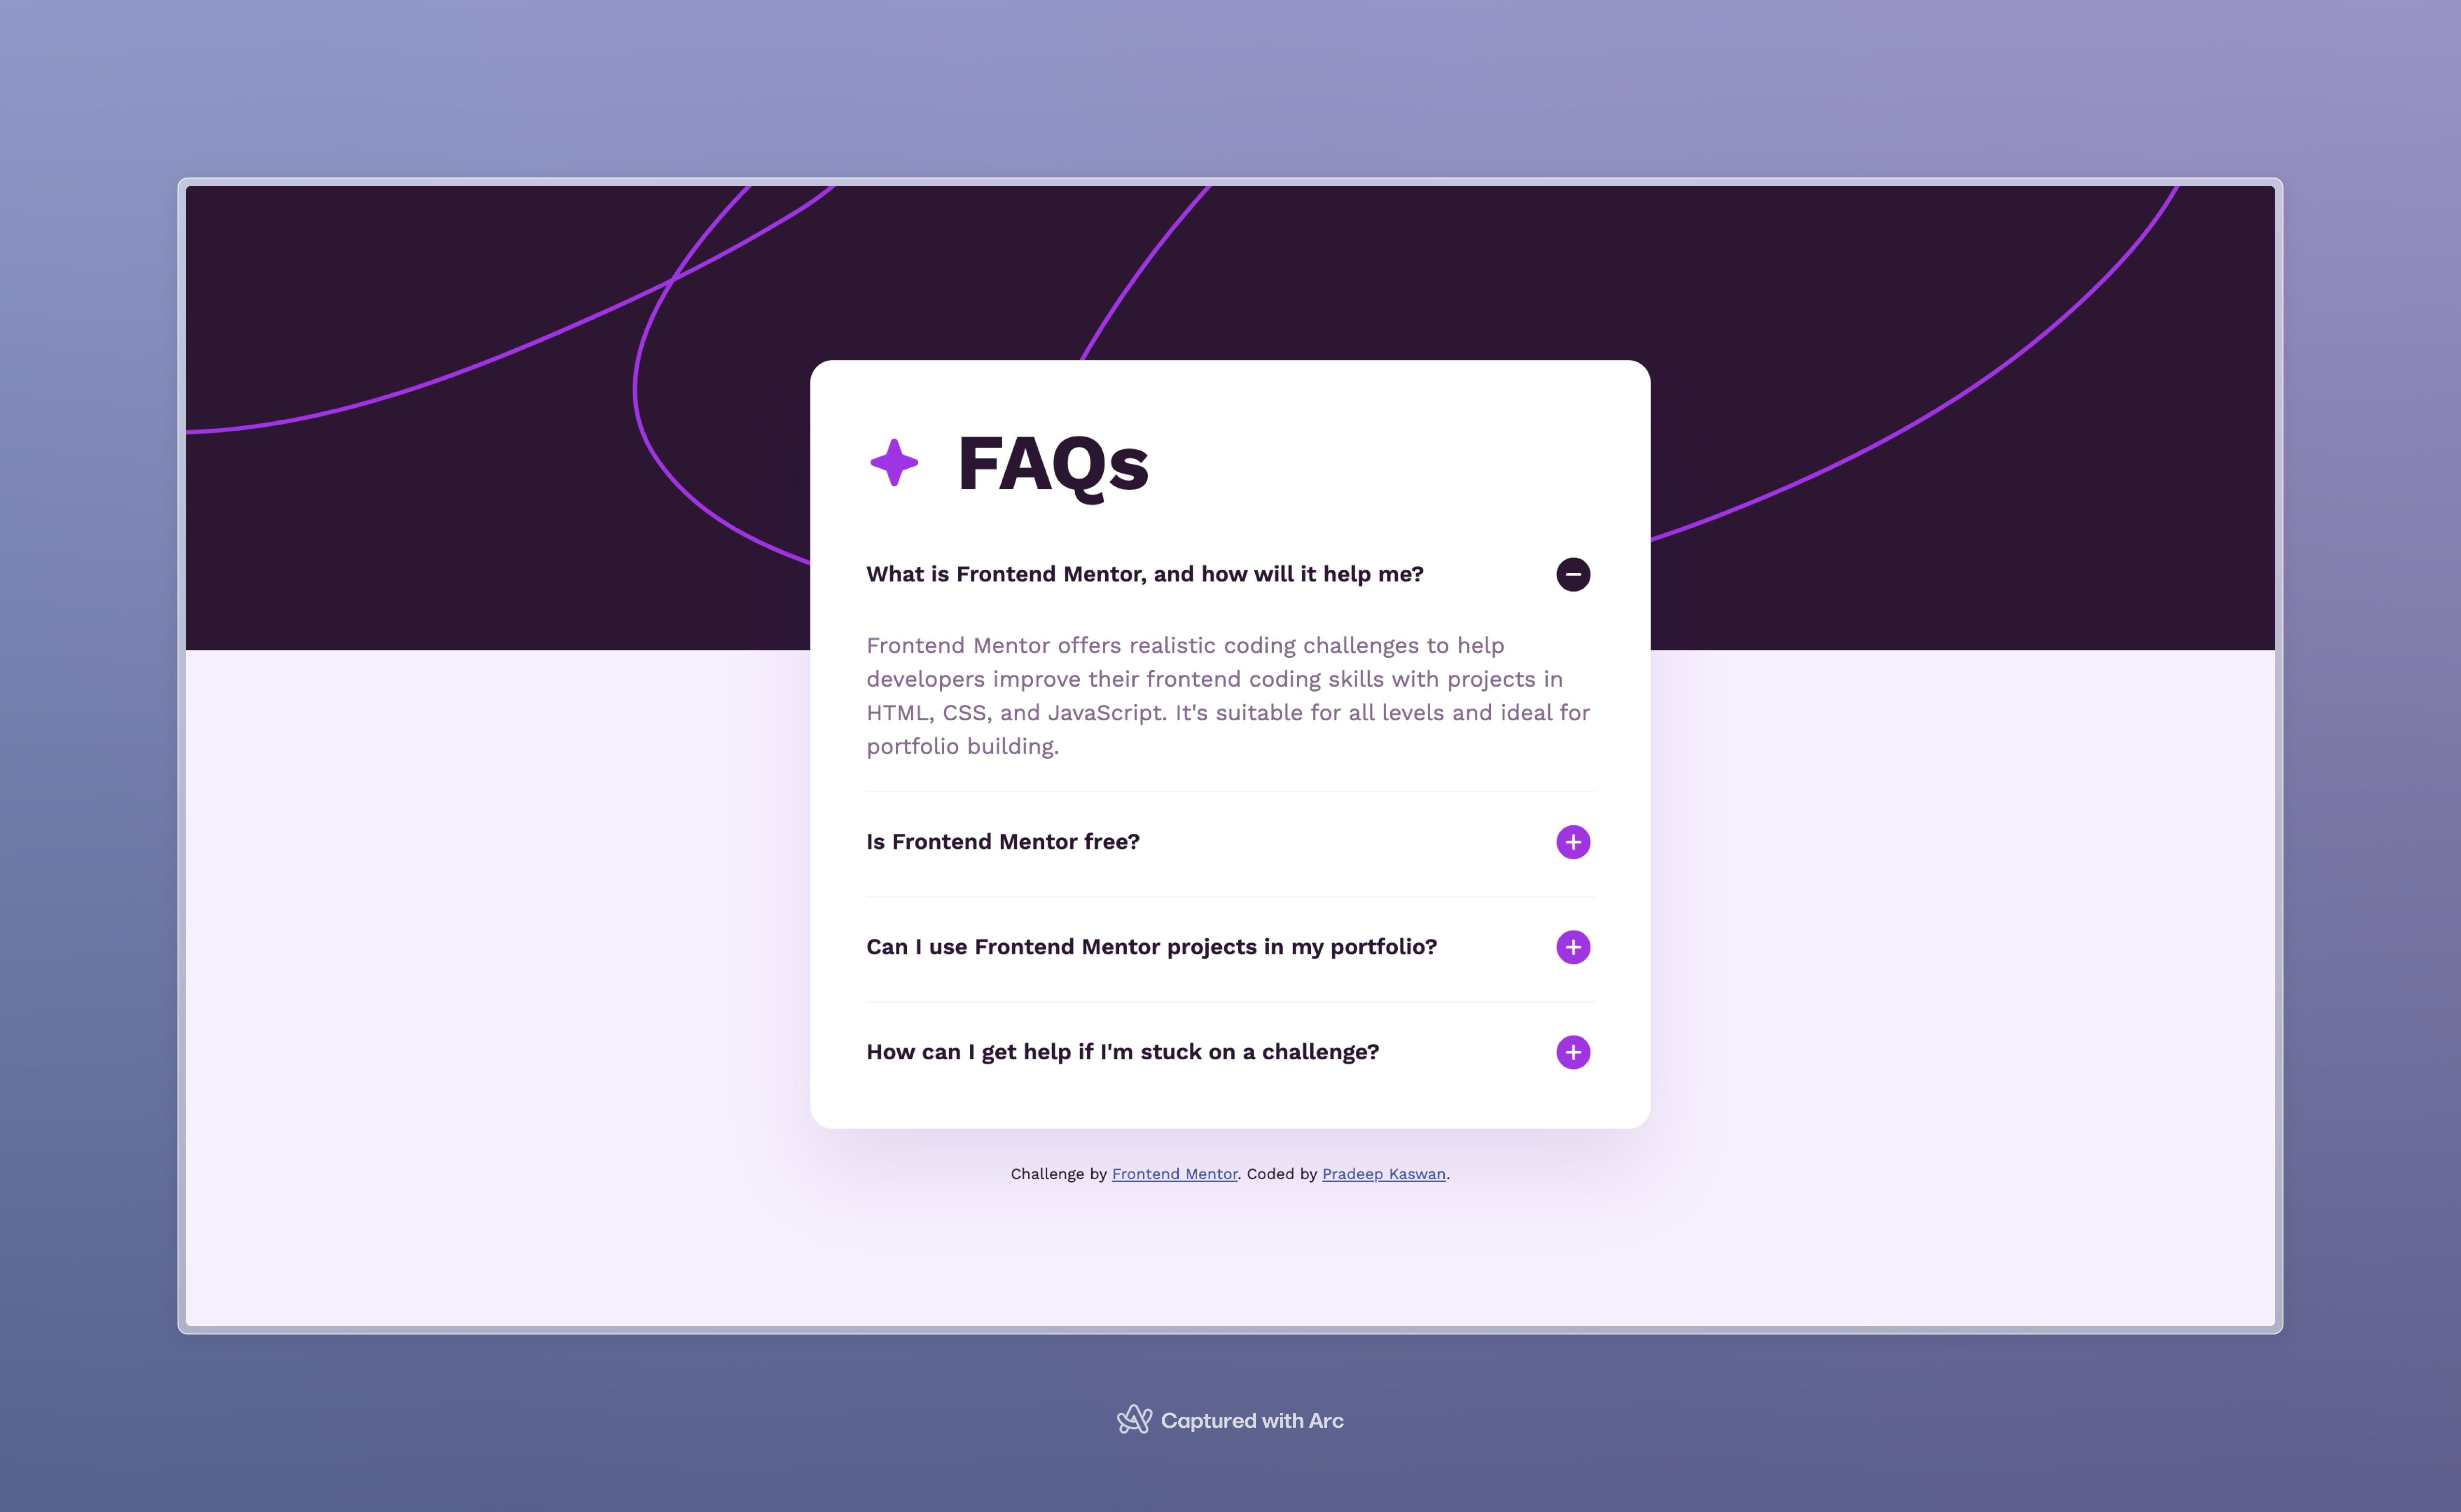 FAQs
What is Frontend Mentor, and how will it help me?
Frontend Mentor offers realistic coding challenges to help
developers improve their frontend coding skills with projects in
HTML, CSS, and JavaScript. It's suitable for all levels and ideal for
portfolio building.
Is Frontend Mentor free?
Can I use Frontend Mentor projects in my portfolio?
How can I get help if I'm stuck on a challenge?
Challenge by Frontend Mentor. Coded by Pradeep Kaswan.
Captured with Arc